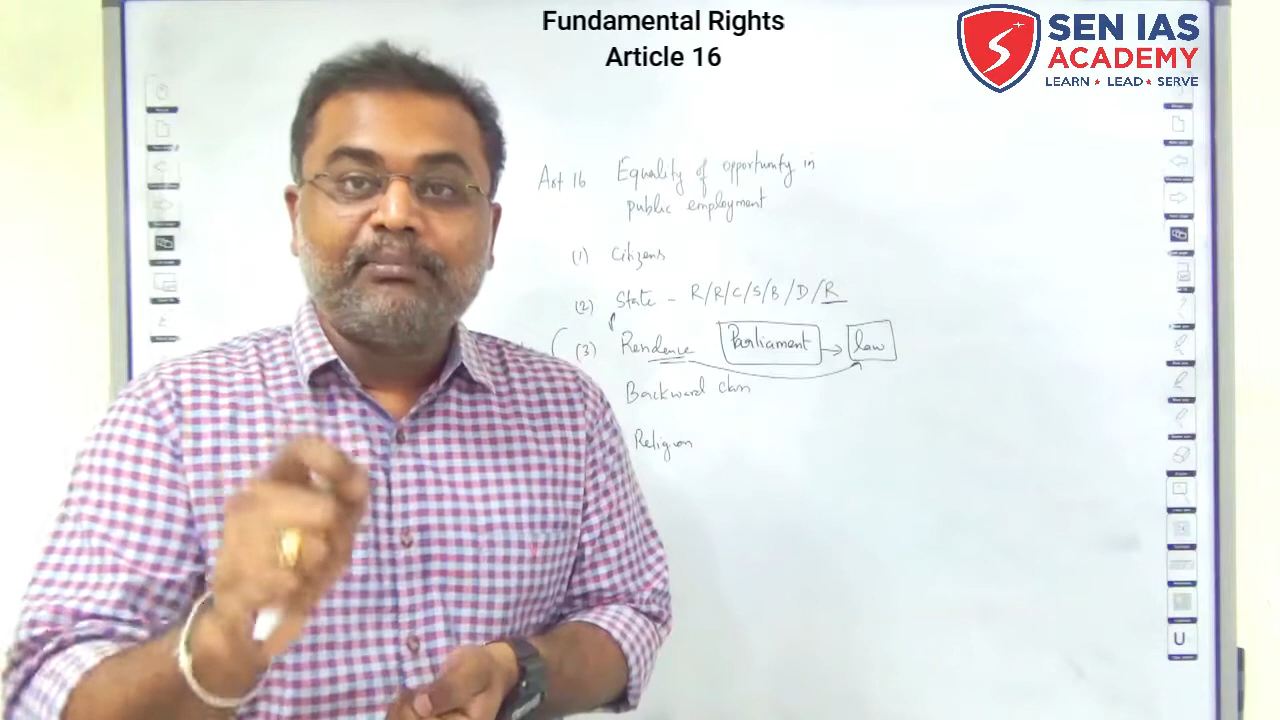 Fundamental Rights
Article 16
SEN IAS
ACADEMY
LEARN ★ LEAD ★ SERVE
Art 16 Equality of opportunity in
public employment
(1) Citizens
(2) State - R/R/C/S/B/D/R
(3) Residence Parliament → law
Backward class
Religion
U